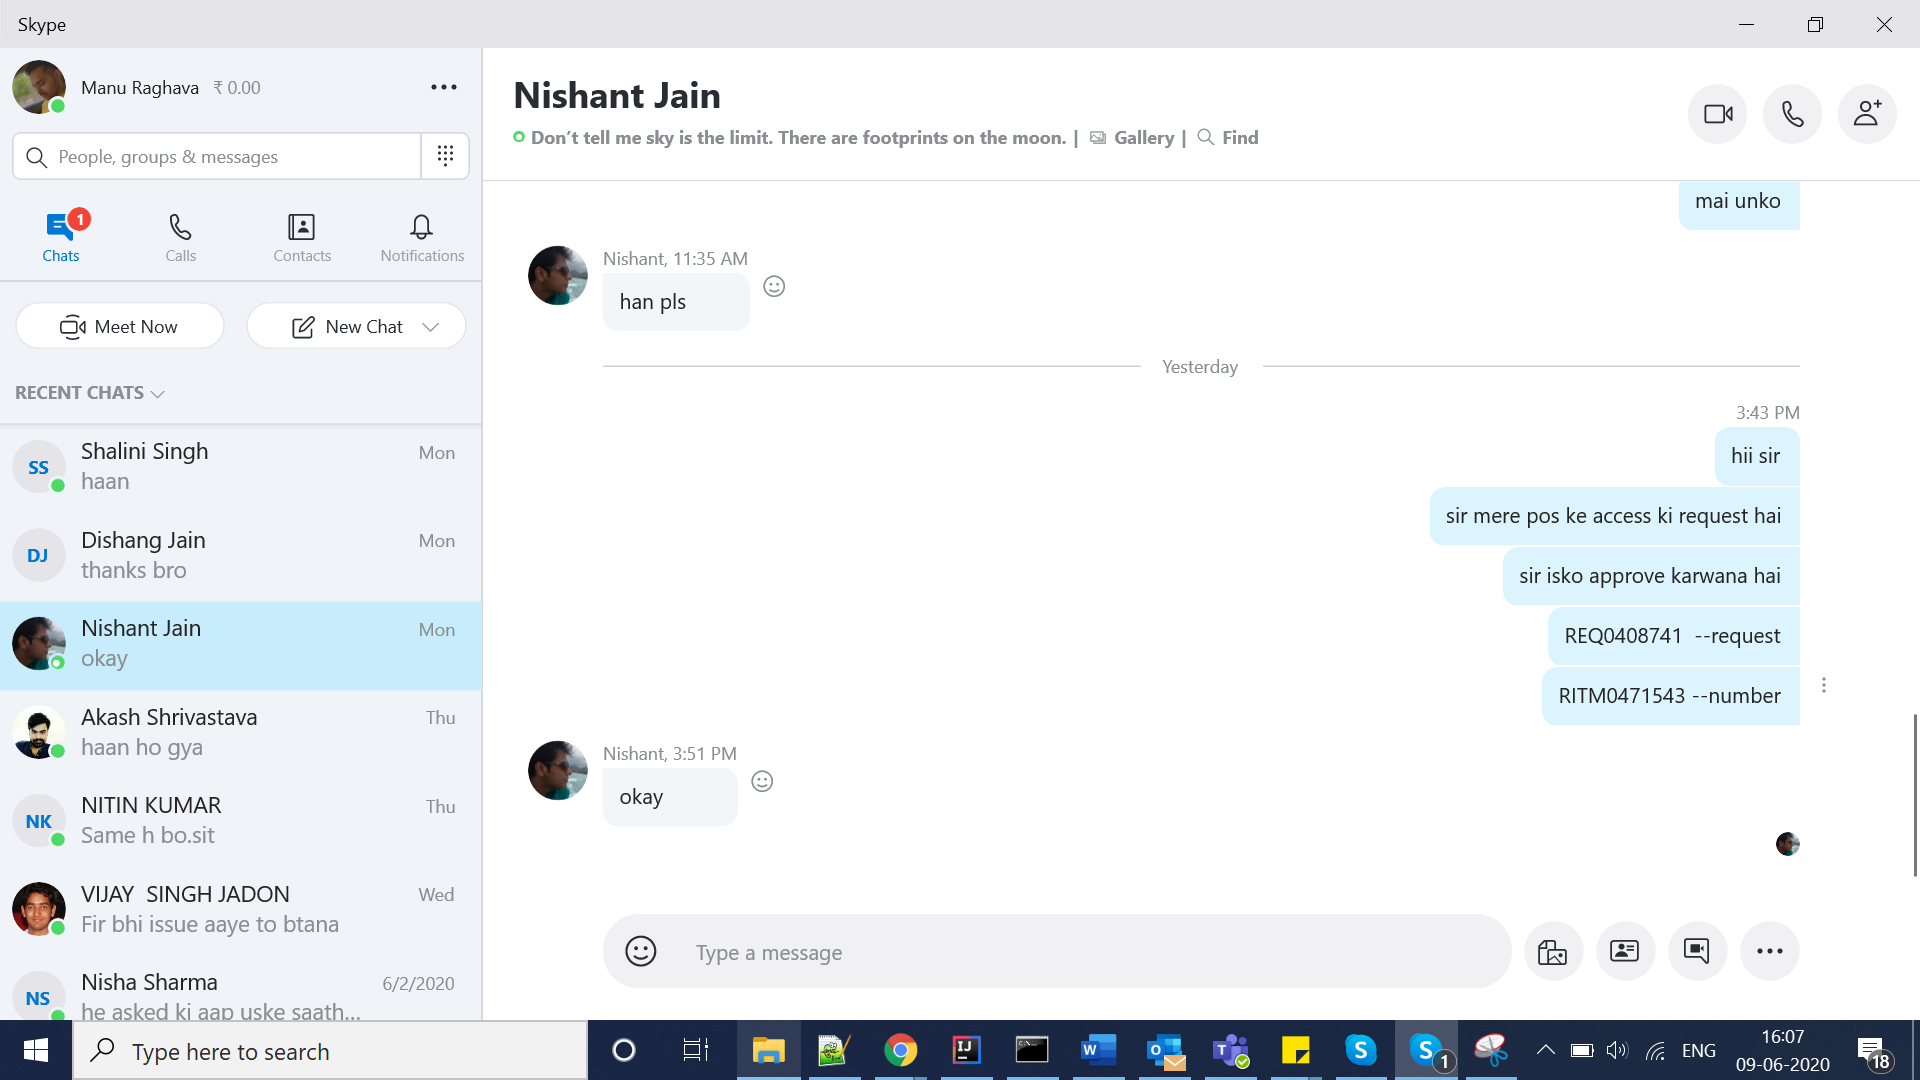 Skype
Manu Raghava ₹ 0.00
People, groups & messages
1
Chats
Calls
Contacts
Notifications
Meet Now
New Chat
RECENT CHATS
SS
Shalini Singh
Mon
haan
DJ
Dishang Jain
Mon
thanks bro
Nishant Jain
Mon
okay
Akash Shrivastava
Thu
haan ho gya
NK
NITIN KUMAR
Thu
Same h bo.sit
VIJAY SINGH JADON
Wed
Fir bhi issue aaye to btana
NS
Nisha Sharma
6/2/2020
he asked ki aap uske saath...
Nishant Jain
Don’t tell me sky is the limit. There are footprints on the moon. | Gallery | Find
mai unko
Nishant, 11:35 AM
han pls
Yesterday
3:43 PM
hii sir
sir mere pos ke access ki request hai
sir isko approve karwana hai
REQ0408741 --request
RITM0471543 --number
Nishant, 3:51 PM
okay
Type a message
Type here to search
1
ENG
16:07
09-06-2020
18